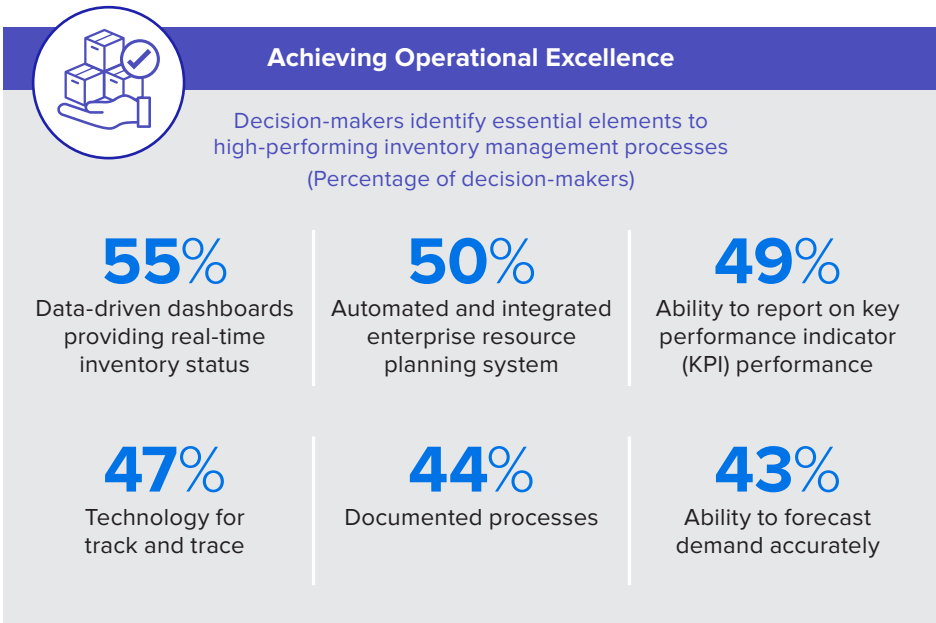 Achieving Operational Excellence
Decision-makers identify essential elements to
high-performing inventory management processes
(Percentage of decision-makers)
55%
Data-driven dashboards
providing real-time
inventory status
50%
Automated and integrated
enterprise resource
planning system
49%
Ability to report on key
performance indicator
(KPI) performance
47%
Technology for
track and trace
44%
Documented processes
43%
Ability to forecast
demand accurately